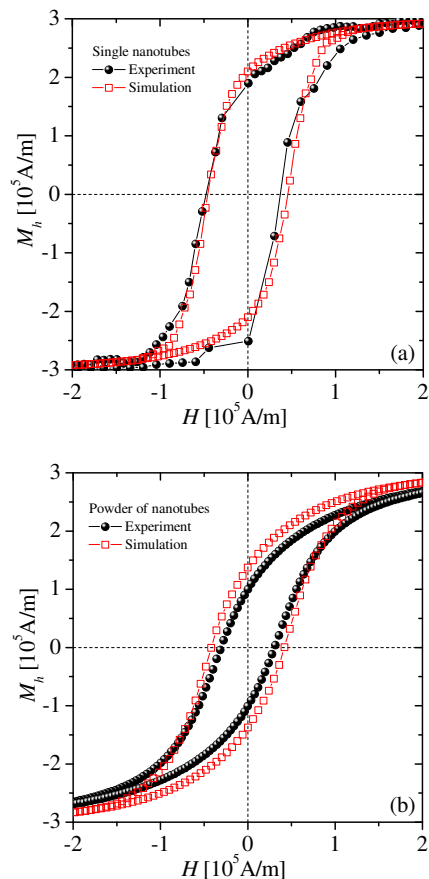 3
2
1
0
-1
-2
-3
M_h [10^5 A/m]
Single nanotubes
Experiment
Simulation
(a)
-2 -1 0 1 2
H [10^5 A/m]
3
2
1
0
-1
-2
-3
M_h [10^5 A/m]
Powder of nanotubes
Experiment
Simulation
(b)
-2 -1 0 1 2
H [10^5 A/m]